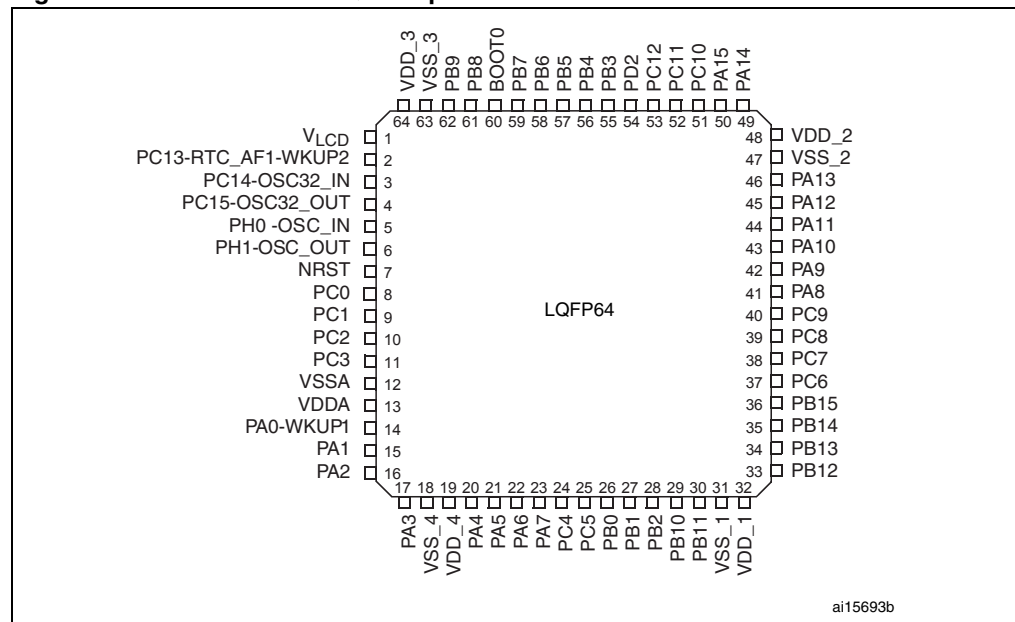 VDD_3
VSS_3
PB9
PB8
BOOT0
PB7
PB6
PB5
PB4
PB3
PD2
PC12
PC11
PC10
PA15
PA14
64 63 62 61 60 59 58 57 56 55 54 53 52 51 50 49
VLCD 1
PC13-RTC_AF1-WKUP2 2
PC14-OSC32_IN 3
PC15-OSC32_OUT 4
PH0 -OSC_IN 5
PH1-OSC_OUT 6
NRST 7
PC0 8
PC1 9
PC2 10
PC3 11
VSSA 12
VDDA 13
PA0-WKUP1 14
PA1 15
PA2 16
LQFP64
48 VDD_2
47 VSS_2
46 PA13
45 PA12
44 PA11
43 PA10
42 PA9
41 PA8
40 PC9
39 PC8
38 PC7
37 PC6
36 PB15
35 PB14
34 PB13
33 PB12
17 18 19 20 21 22 23 24 25 26 27 28 29 30 31 32
PA3
VSS_4
VDD_4
PA4
PA5
PA6
PA7
PC4
PC5
PB0
PB1
PB2
PB10
PB11
VSS_1
VDD_1
ai15693b